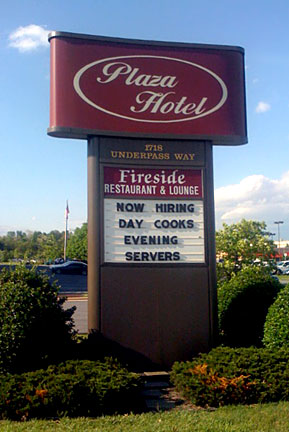 Plaza
Hotel
1718
UNDERPASS WAY
Fireside
RESTAURANT & LOUNGE
NOW HIRING
DAY COOKS
EVENING
SERVERS